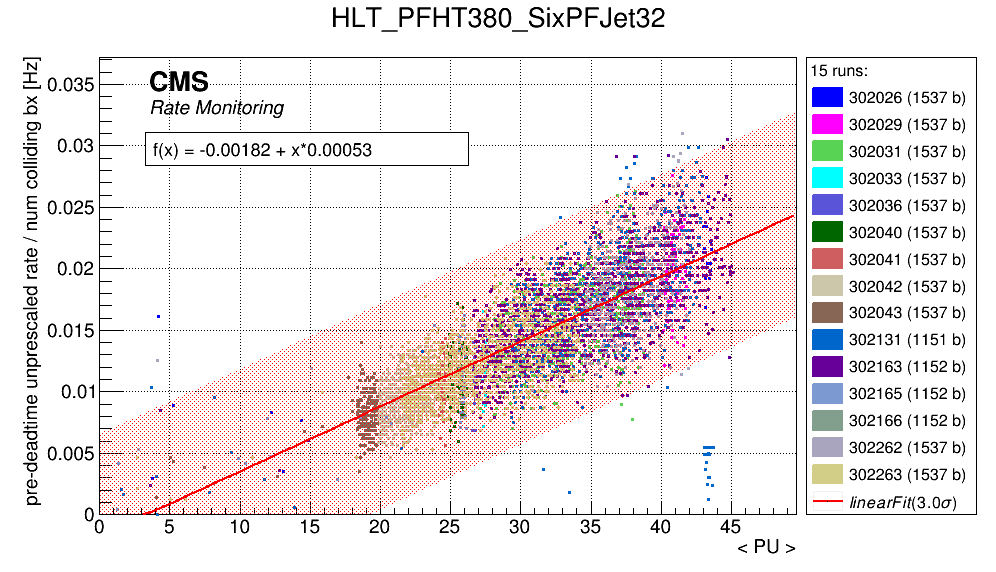 HLT_PFHT380_SixPFJet32
pre-deadtime unprescaled rate / num colliding bx [Hz]
0.035
0.03
0.025
0.02
0.015
0.01
0.005
0
CMS
Rate Monitoring
f(x) = -0.00182 + x*0.00053
0 5 10 15 20 25 30 35 40 45
< PU >
15 runs:
302026 (1537 b)
302029 (1537 b)
302031 (1537 b)
302033 (1537 b)
302036 (1537 b)
302040 (1537 b)
302041 (1537 b)
302042 (1537 b)
302043 (1537 b)
302131 (1151 b)
302163 (1152 b)
302165 (1152 b)
302166 (1152 b)
302262 (1537 b)
302263 (1537 b)
linearFit(3.0σ)